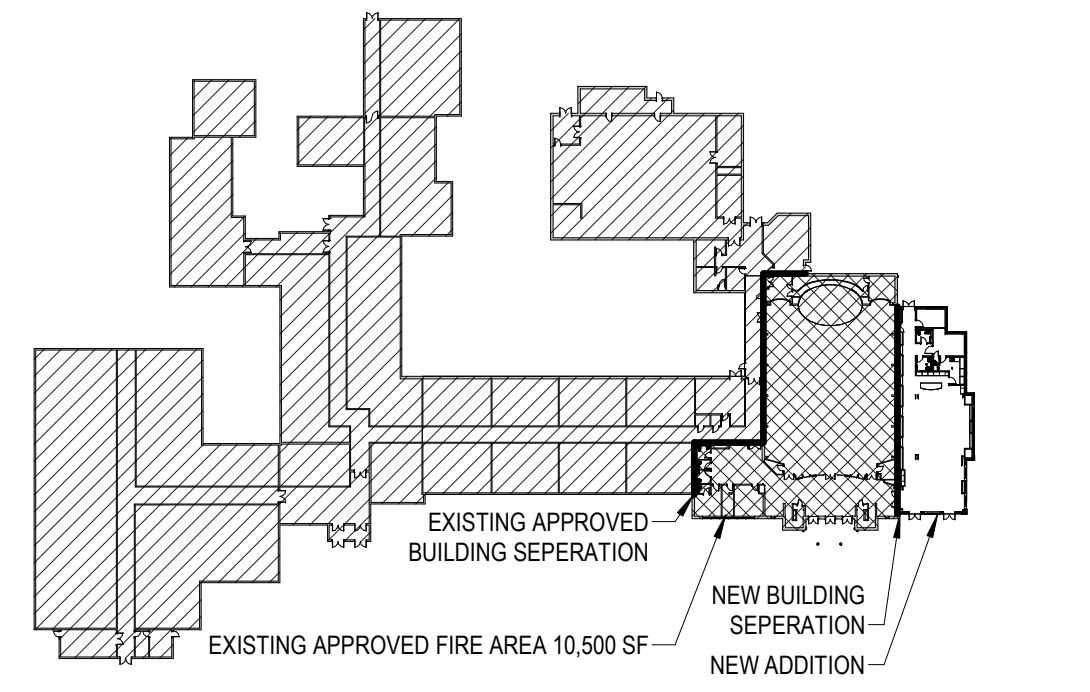 EXISTING APPROVED
BUILDING SEPERATION
EXISTING APPROVED FIRE AREA 10,500 SF
NEW BUILDING
SEPERATION
NEW ADDITION